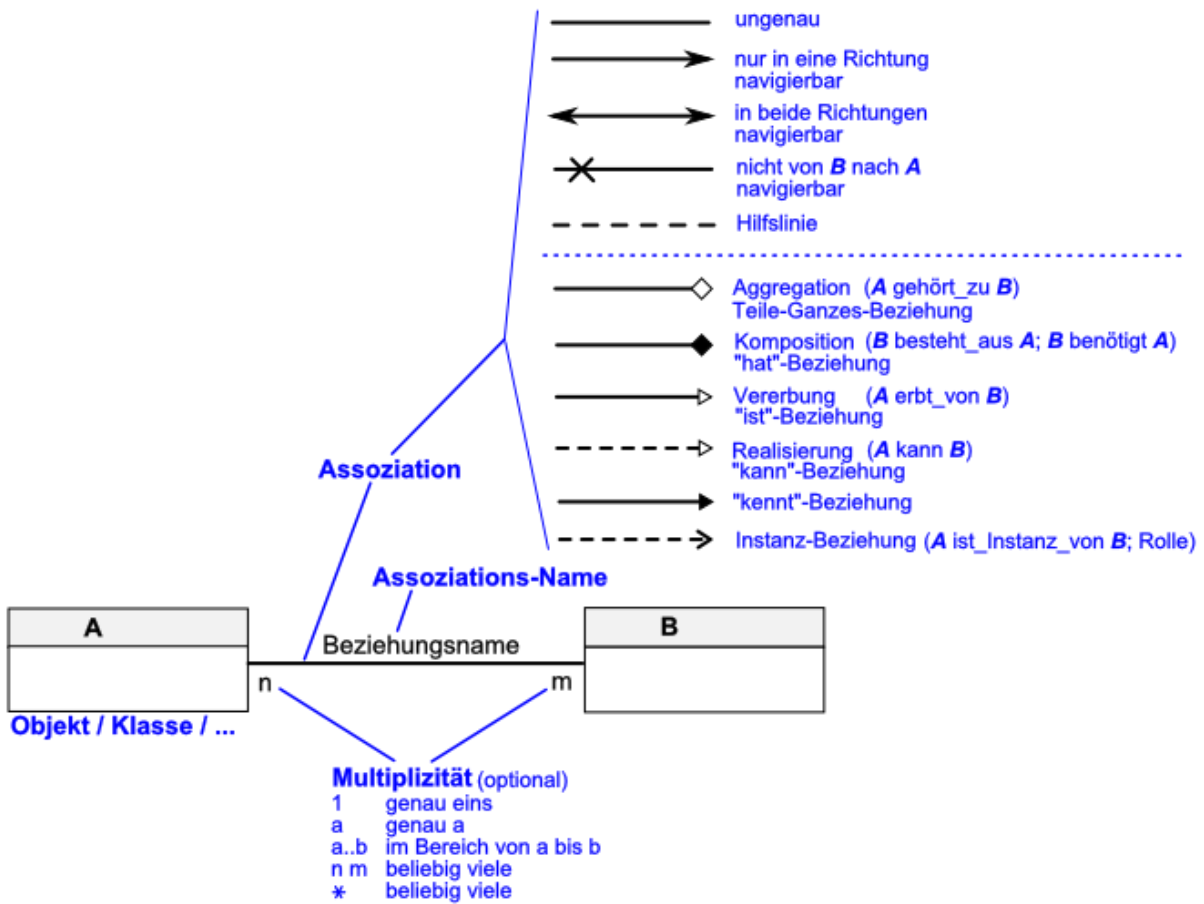 ungenau
nur in eine Richtung
navigierbar
in beide Richtungen
navigierbar
nicht von B nach A
navigierbar
Hilfslinie
Aggregation (A gehört_zu B)
Teile-Ganzes-Beziehung
Komposition (B besteht_aus A; B benötigt A)
"hat"-Beziehung
Vererbung (A erbt_von B)
"ist"-Beziehung
Realisierung (A kann B)
"kann"-Beziehung
"kennt"-Beziehung
Instanz-Beziehung (A ist_Instanz_von B; Rolle)
Assoziation
Assoziations-Name
A
Beziehungsname
B
n
m
Objekt / Klasse / ...
Multiplizität (optional)
1 genau eins
a genau a
a..b im Bereich von a bis b
n m beliebig viele
* beliebig viele